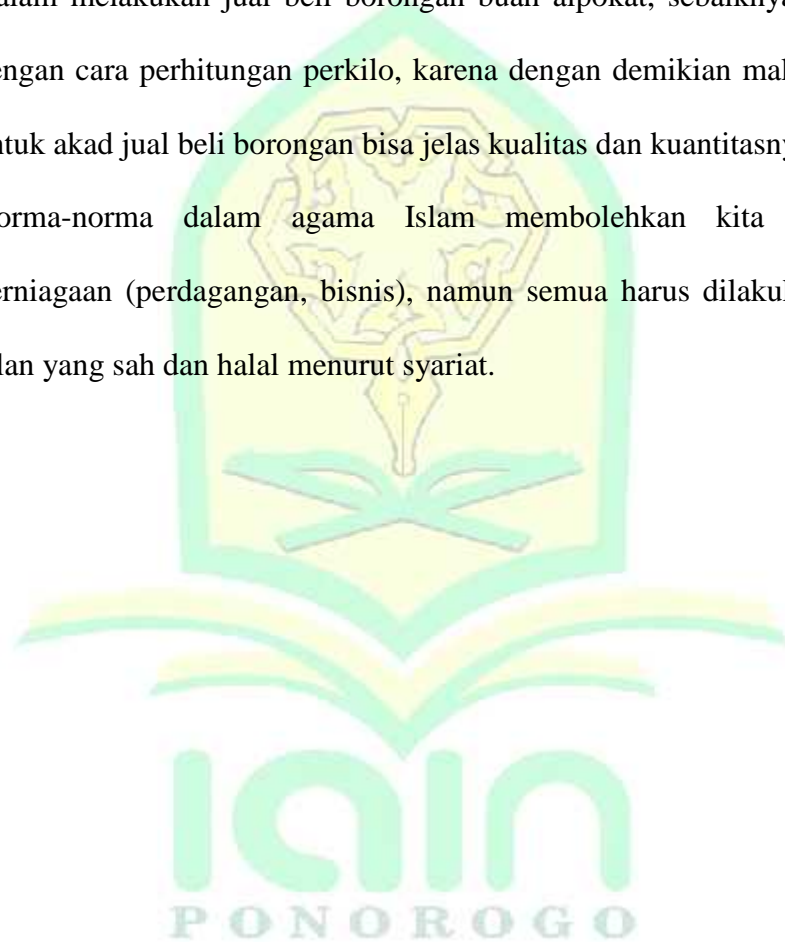 alam melakukan jual beli borongan buah alpokat, sebaiknya
engan cara perhitungan perkilo, karena dengan demikian mak
ntuk akad jual beli borongan bisa jelas kualitas dan kuantitasny
orma-norma dalam agama Islam membolehkan kita
erniagaan (perdagangan, bisnis), namun semua harus dilakuk
lan yang sah dan halal menurut syariat.
iain
PONOROGO